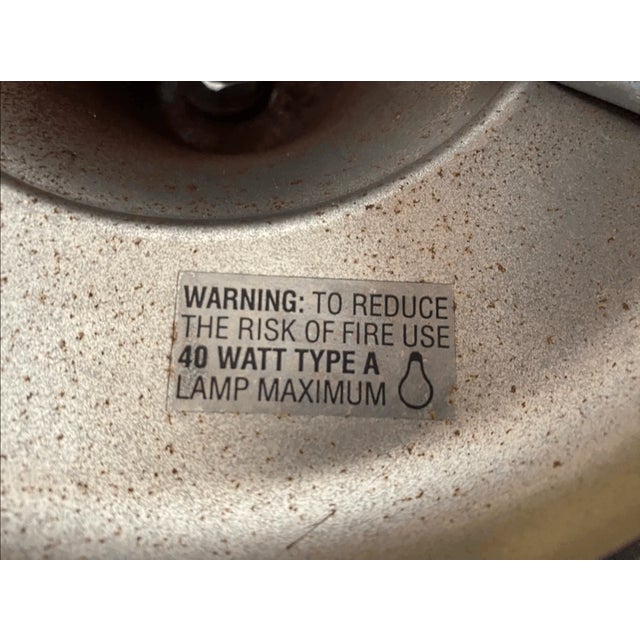 WARNING: TO REDUCE
THE RISK OF FIRE USE
40 WATT TYPE A
LAMP MAXIMUM